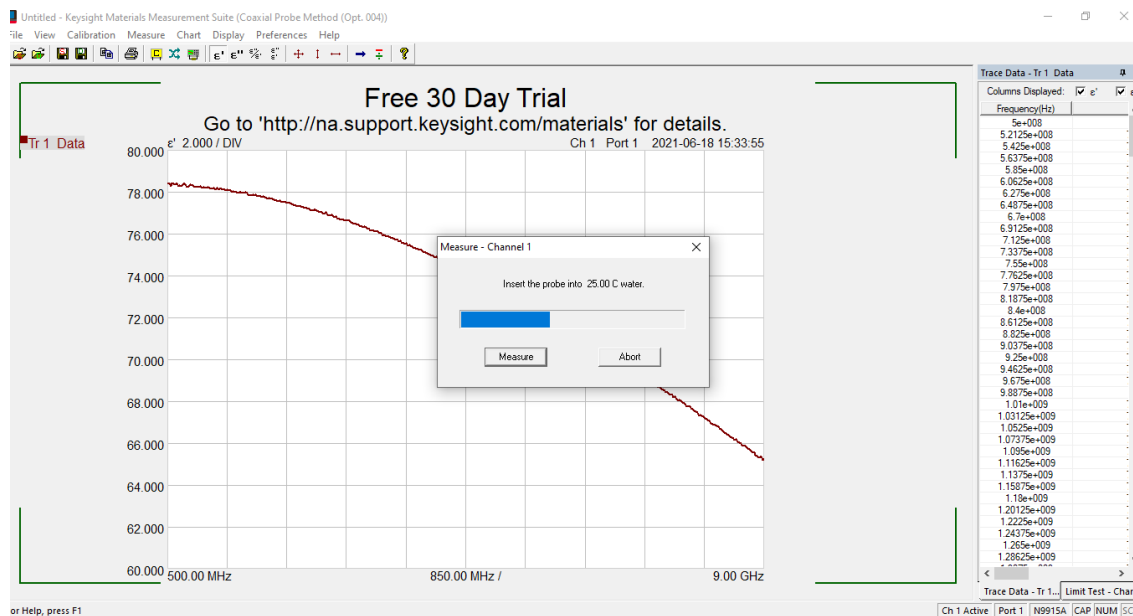 Untitled - Keysight Materials Measurement Suite (Coaxial Probe Method (Opt. 004))
File View Calibration Measure Chart Display Preferences Help
ε' ε''
Free 30 Day Trial
Go to 'http://na.support.keysight.com/materials' for details.
Tr 1 Data
ε' 2.000 / DIV
Ch 1 Port 1 2021-06-18 15:33:55
80.000
78.000
76.000
74.000
72.000
70.000
68.000
66.000
64.000
62.000
60.000
500.00 MHz
850.00 MHz /
9.00 GHz
Measure - Channel 1
Insert the probe into 25.00 C water.
Measure Abort
Trace Data - Tr 1 Data
Columns Displayed: ε'
Frequency(Hz)
5e+008
5.2125e+008
5.425e+008
5.6375e+008
5.85e+008
6.0625e+008
6.275e+008
6.4875e+008
6.7e+008
6.9125e+008
7.125e+008
7.3375e+008
7.55e+008
7.7625e+008
7.975e+008
8.1875e+008
8.4e+008
8.6125e+008
8.825e+008
9.0375e+008
9.25e+008
9.4625e+008
9.675e+008
9.8875e+008
1.01e+009
1.03125e+009
1.0525e+009
1.07375e+009
1.095e+009
1.11625e+009
1.1375e+009
1.15875e+009
1.18e+009
1.20125e+009
1.2225e+009
1.24375e+009
1.265e+009
1.28625e+009
Trace Data - Tr 1... Limit Test - Char
or Help, press F1
Ch 1 Active Port 1 N9915A CAP NUM SC